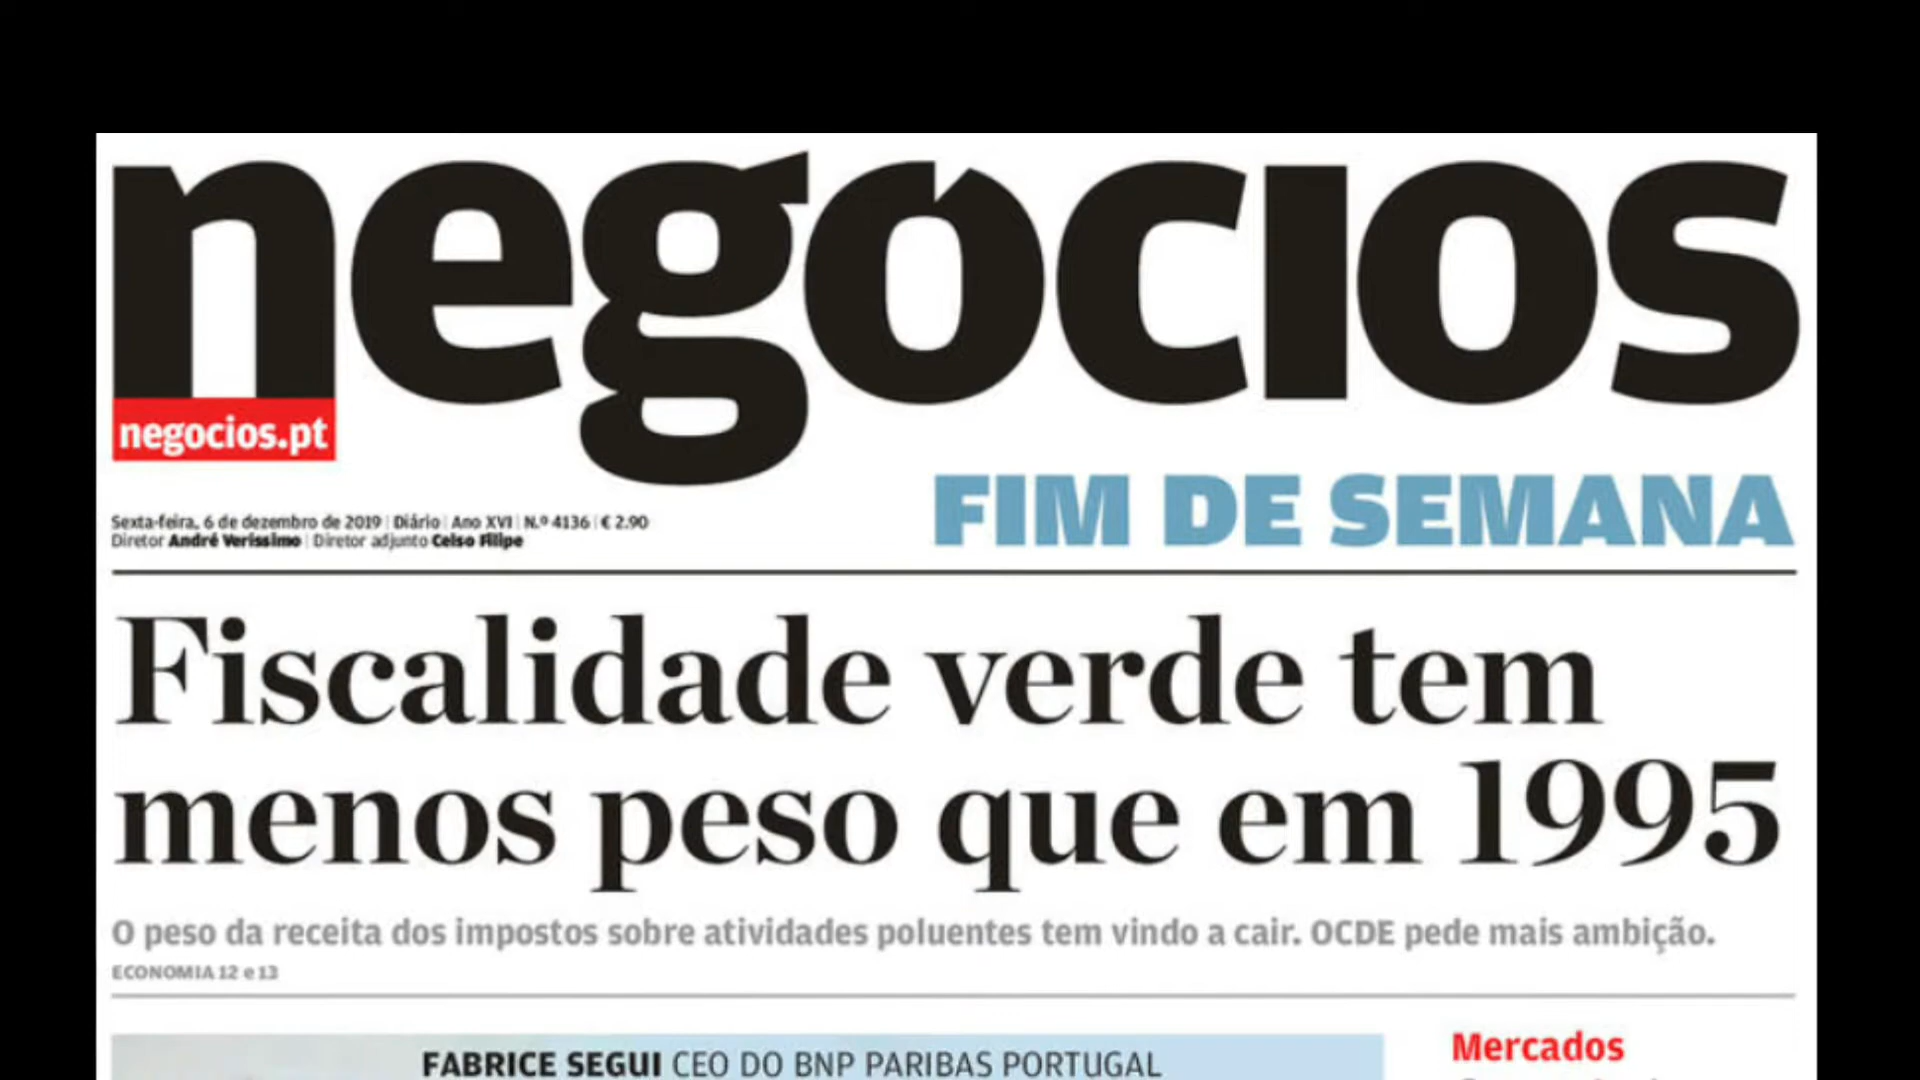 negócios
negocios.pt
FIM DE SEMANA
Sexta-feira, 6 de dezembro de 2019 | Diário | Ano XVI | N.º 4136 | € 2.90
Diretor André Veríssimo | Diretor adjunto Celso Filipe
Fiscalidade verde tem
menos peso que em 1995
O peso da receita dos impostos sobre atividades poluentes tem vindo a cair. OCDE pede mais ambição.
ECONOMIA 12 e 13
FABRICE SEGUI CEO DO BNP PARIBAS PORTUGAL
Mercados